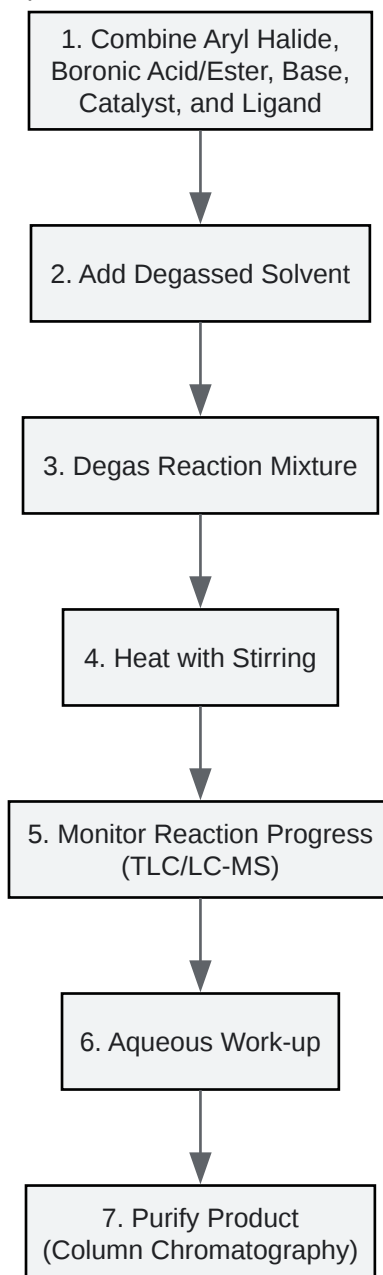 1. Combine Aryl Halide,
Boronic Acid/Ester, Base,
Catalyst, and Ligand
2. Add Degassed Solvent
3. Degas Reaction Mixture
4. Heat with Stirring
5. Monitor Reaction Progress
(TLC/LC-MS)
6. Aqueous Work-up
7. Purify Product
(Column Chromatography)